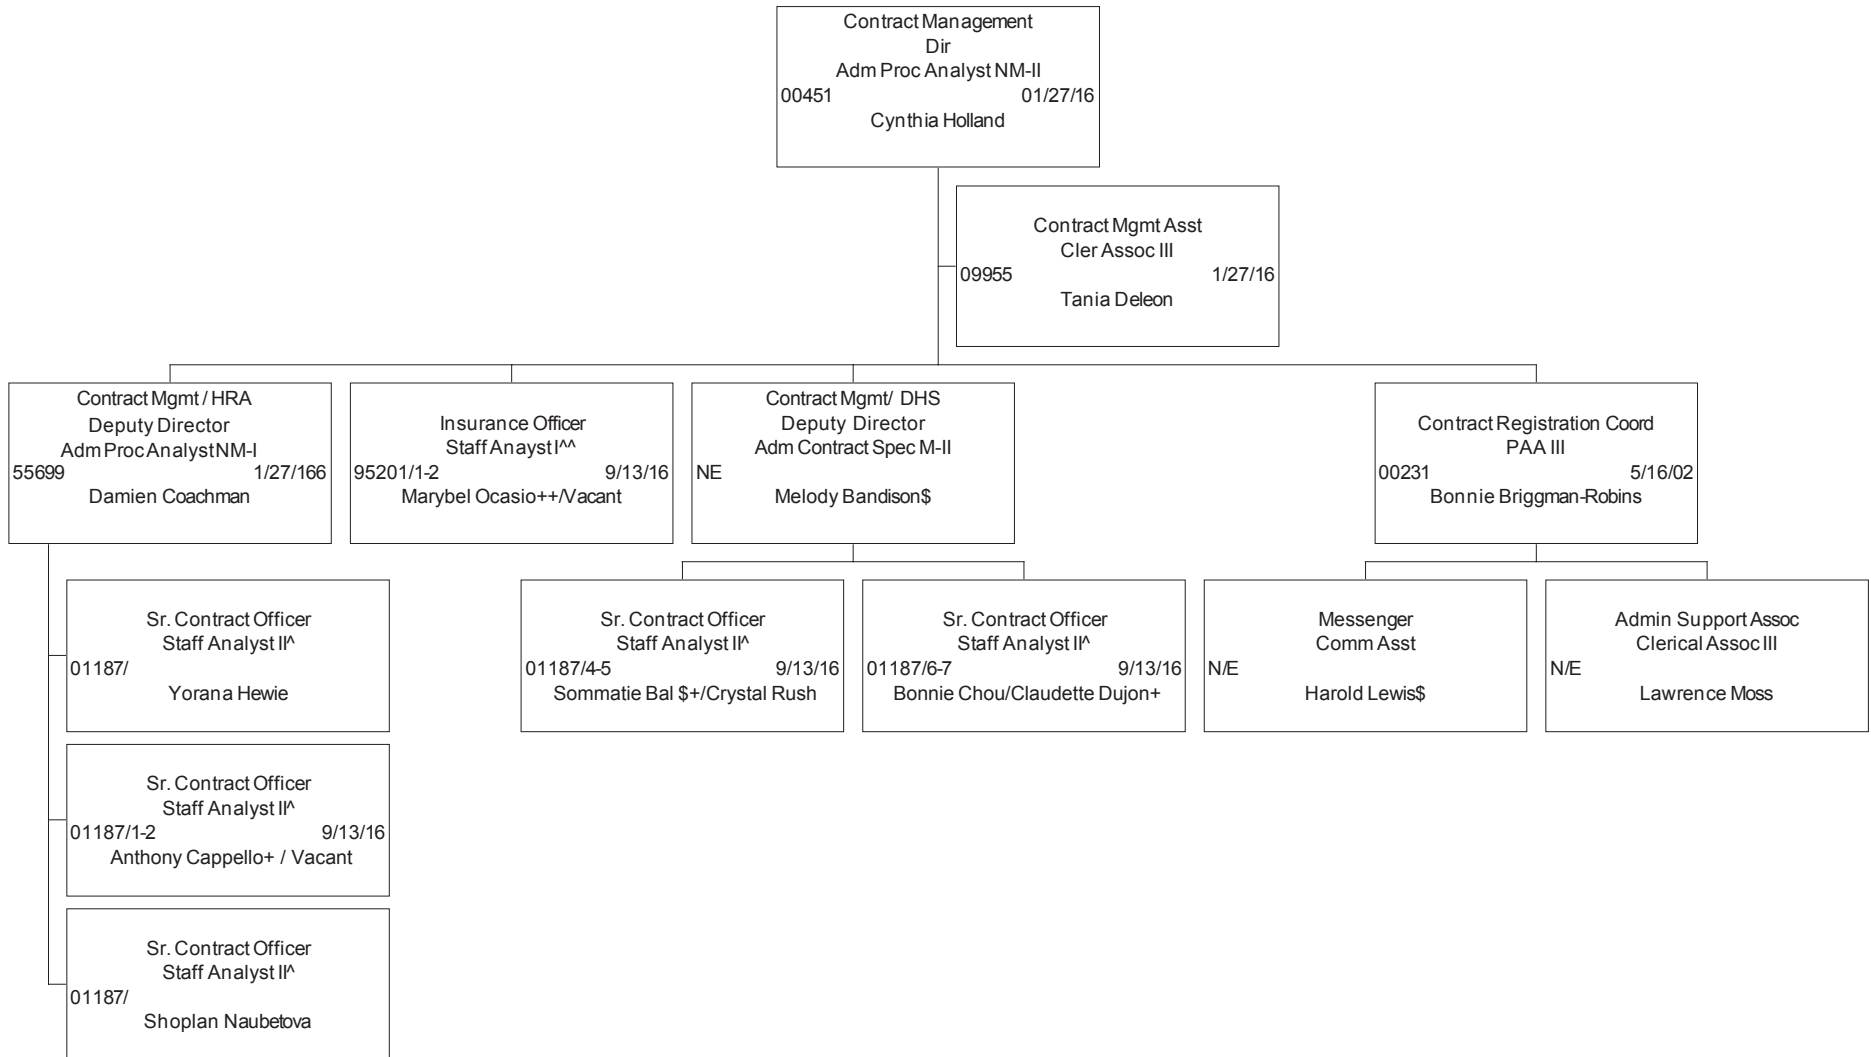 Contract Management
Dir
Adm Proc Analyst NM-II
00451 01/27/16
Cynthia Holland
Contract Mgmt Asst
Cler Assoc III
09955 1/27/16
Tania Deleon
Contract Mgmt / HRA
Deputy Director
Adm Proc Analyst NM-I
55699 1/27/166
Damien Coachman
Insurance Officer
Staff Anayst I^^
95201/1-2 9/13/16
Marybel Ocasio++/Vacant
Contract Mgmt/ DHS
Deputy Director
Adm Contract Spec M-II
NE
Melody Bandison$
Contract Registration Coord
PAA III
00231 5/16/02
Bonnie Briggman-Robins
Sr. Contract Officer
Staff Analyst II^
01187/
Yorana Hewie
Sr. Contract Officer
Staff Analyst II^
01187/4-5 9/13/16
Sommatie Bal $+/Crystal Rush
Sr. Contract Officer
Staff Analyst II^
01187/6-7 9/13/16
Bonnie Chou/Claudette Dujon+
Messenger
Comm Asst
N/E
Harold Lewis$
Admin Support Assoc
Clerical Assoc III
N/E
Lawrence Moss
Sr. Contract Officer
Staff Analyst II^
01187/1-2 9/13/16
Anthony Cappello+ / Vacant
Sr. Contract Officer
Staff Analyst II^
01187/
Shoplan Naubetova